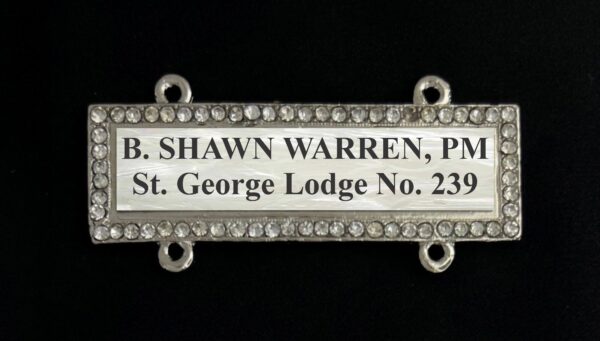 B. SHAWN WARREN, PM
St. George Lodge No. 239